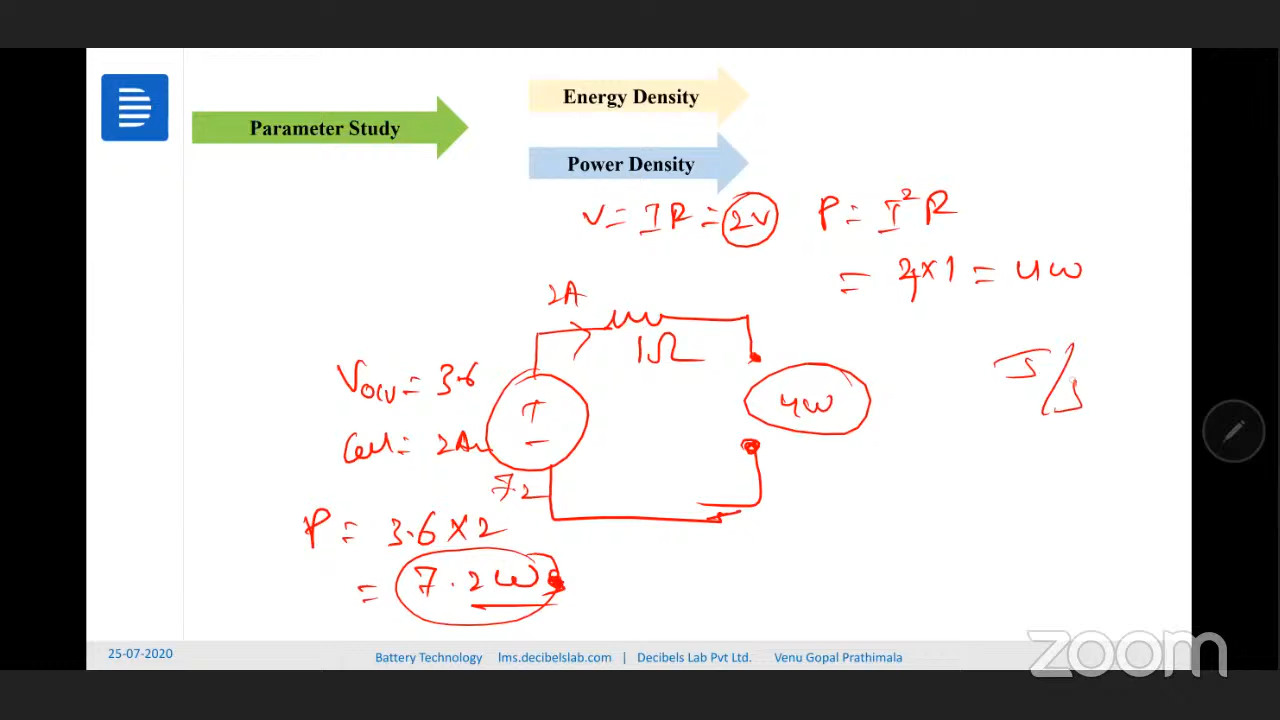 Energy Density
Parameter Study
Power Density
V = IR = 2V
P = I²R
= 4×1 = 4W
2A
1Ω
J/s
Vocv = 3.6
4W
Cell = 2Ah
7.2
P = 3.6 × 2
= 7.2W
25-07-2020
Battery Technology lms.decibelslab.com | Decibels Lab Pvt Ltd. Venu Gopal Prathimala
zoom